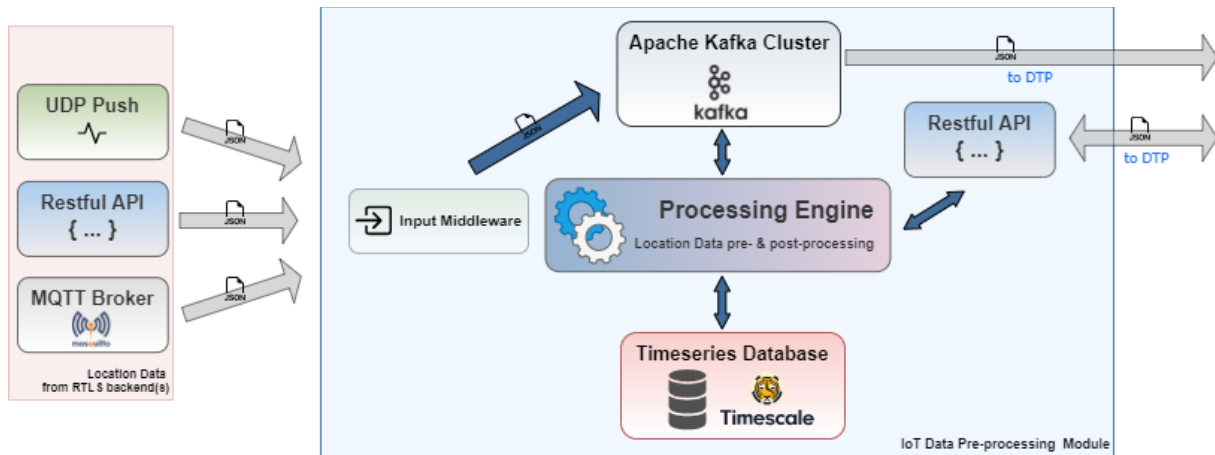 UDP Push
JSON
Restful API
{ ... }
JSON
MQTT Broker
mosquitto
JSON
Location Data
from RTLS backend(s)
Input Middleware
JSON
Apache Kafka Cluster
kafka
JSON
to DTP
Restful API
{ ... }
JSON
to DTP
Processing Engine
Location Data pre- & post-processing
Timeseries Database
Timescale
IoT Data Pre-processing Module